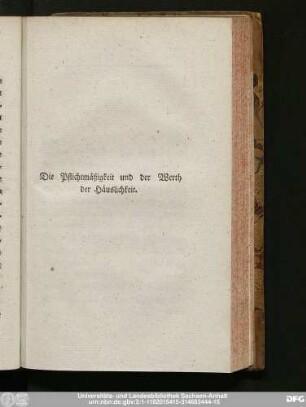 Die Pflichtmäßigkeit und der Werth
der Häuslichkeit.
Universitäts- und Landesbibliothek Sachsen-Anhalt
urn:nbn:de:gbv:3:1-1192015415-314653444-15
DFG